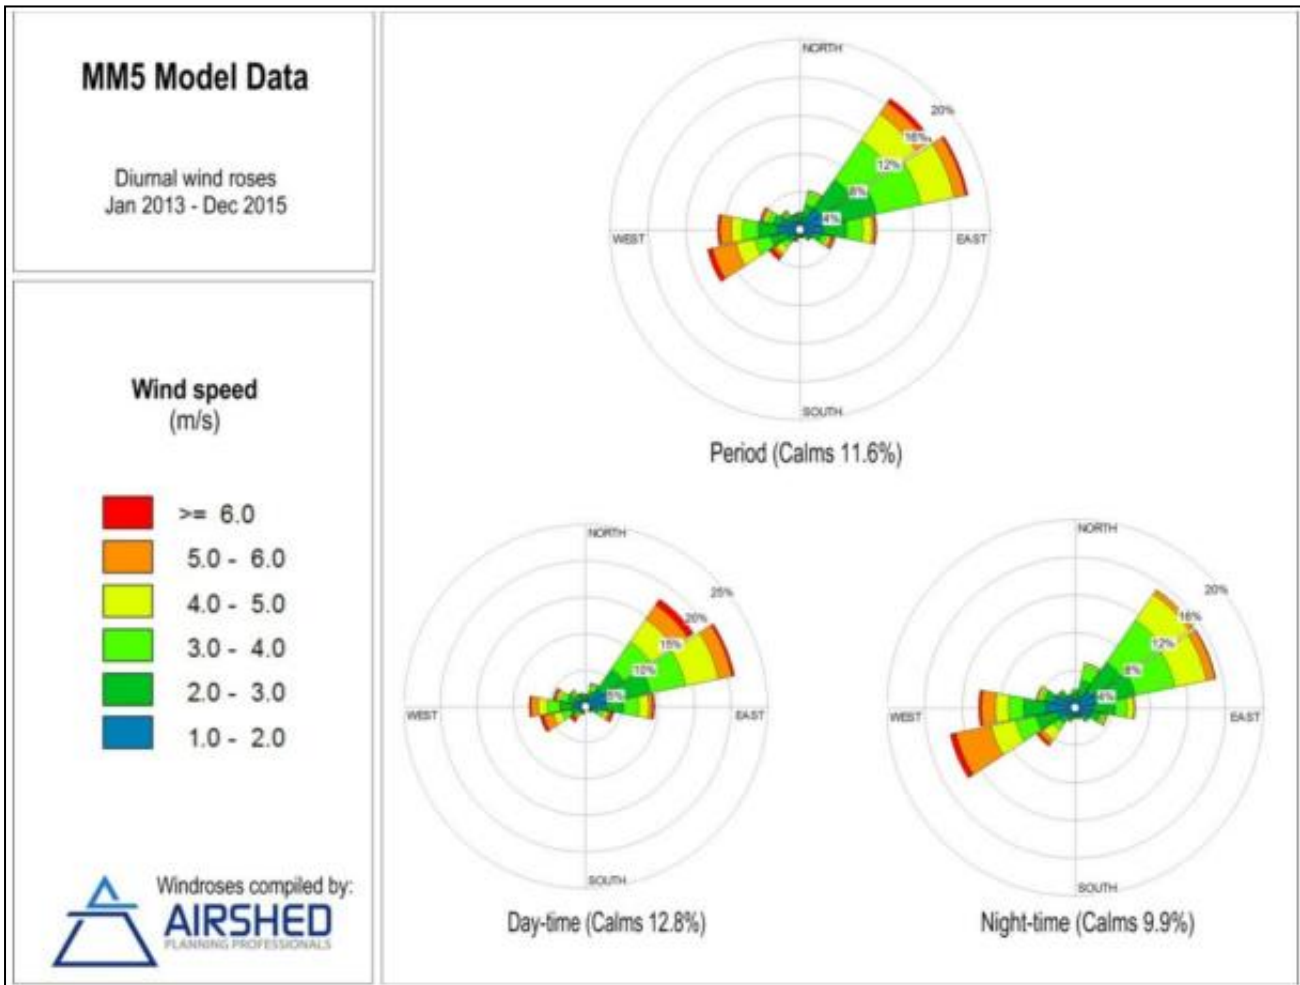 MM5 Model Data
Diurnal wind roses
Jan 2013 - Dec 2015
Wind speed
(m/s)
>= 6.0
5.0 - 6.0
4.0 - 5.0
3.0 - 4.0
2.0 - 3.0
1.0 - 2.0
Windroses compiled by:
AIRSHED
PLANNING PROFESSIONALS
NORTH
20%
16%
12%
8%
4%
WEST
EAST
SOUTH
Period (Calms 11.6%)
NORTH
25%
20%
15%
10%
5%
WEST
EAST
SOUTH
Day-time (Calms 12.8%)
NORTH
20%
16%
12%
8%
4%
WEST
EAST
SOUTH
Night-time (Calms 9.9%)